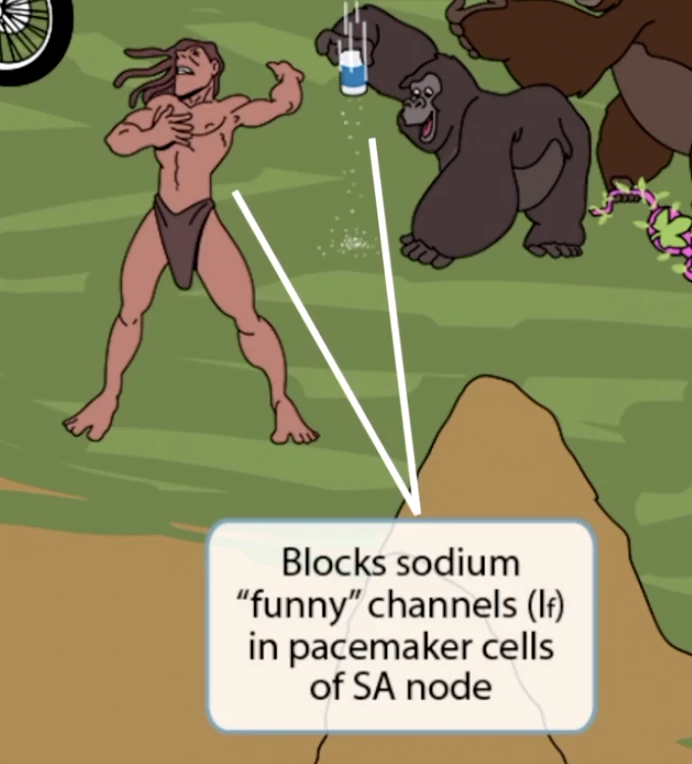 Blocks sodium
“funny” channels (If)
in pacemaker cells
of SA node